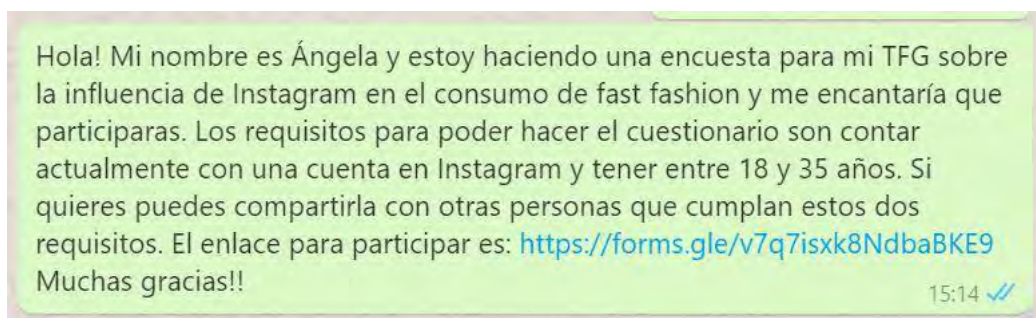 Hola! Mi nombre es Ángela y estoy haciendo una encuesta para mi TFG sobre
la influencia de Instagram en el consumo de fast fashion y me encantaría que
participaras. Los requisitos para poder hacer el cuestionario son contar
actualmente con una cuenta en Instagram y tener entre 18 y 35 años. Si
quieres puedes compartirla con otras personas que cumplan estos dos
requisitos. El enlace para participar es: https://forms.gle/v7q7isxk8NdbaBKE9
Muchas gracias!!
15:14